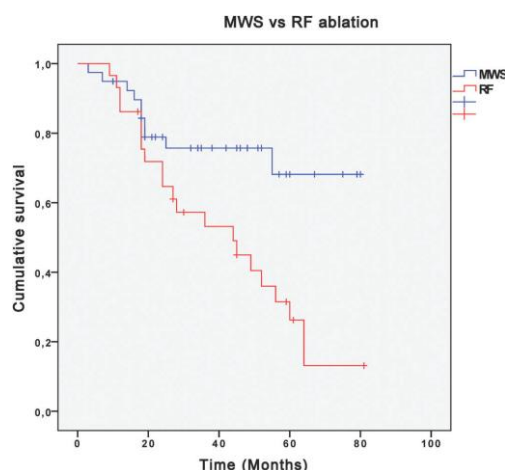 MWS vs RF ablation
1,0
0,8
0,6
0,4
0,2
0,0
Cumulative survival
0
20
40
60
80
100
Time (Months)
MWS
RF